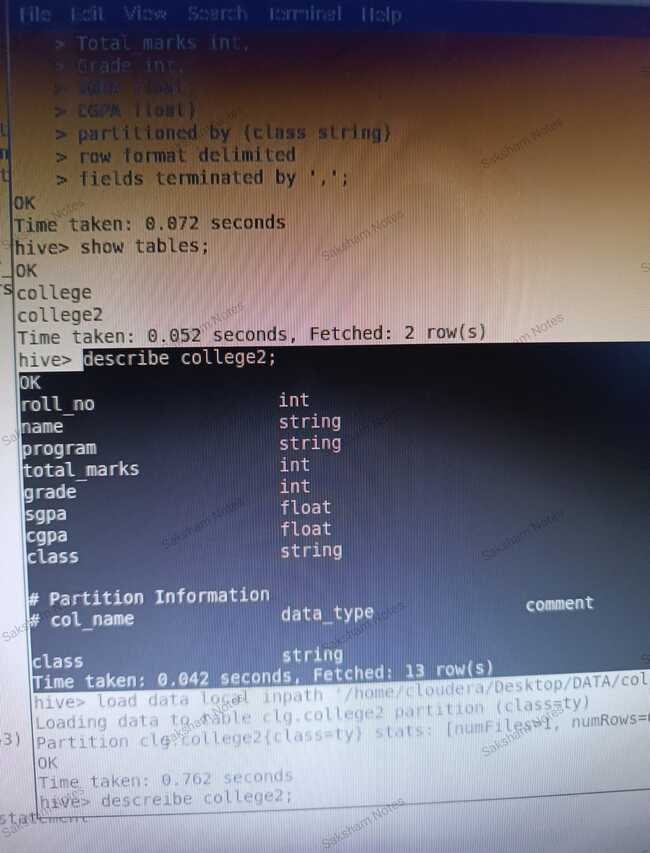 File Edit View Search Terminal Help
> Total marks int,
> Grade int,
> SGPA float,
> CGPA float)
> partitioned by (class string)
> row format delimited
> fields terminated by ',';
OK
Time taken: 0.072 seconds
hive> show tables;
OK
college
college2
Time taken: 0.052 seconds, Fetched: 2 row(s)
hive> describe college2;
OK
roll_no int
name string
program string
total_marks int
grade int
sgpa float
cgpa float
class string
# Partition Information
# col_name data_type comment
class string
Time taken: 0.042 seconds, Fetched: 13 row(s)
hive> load data local inpath '/home/cloudera/Desktop/DATA/col
Loading data to table clg.college2 partition (class=ty)
Partition clg.college2{class=ty} stats: [numFiles=1, numRows=0
OK
Time taken: 0.762 seconds
hive> descreibe college2;
3)
statement
Saksham Notes